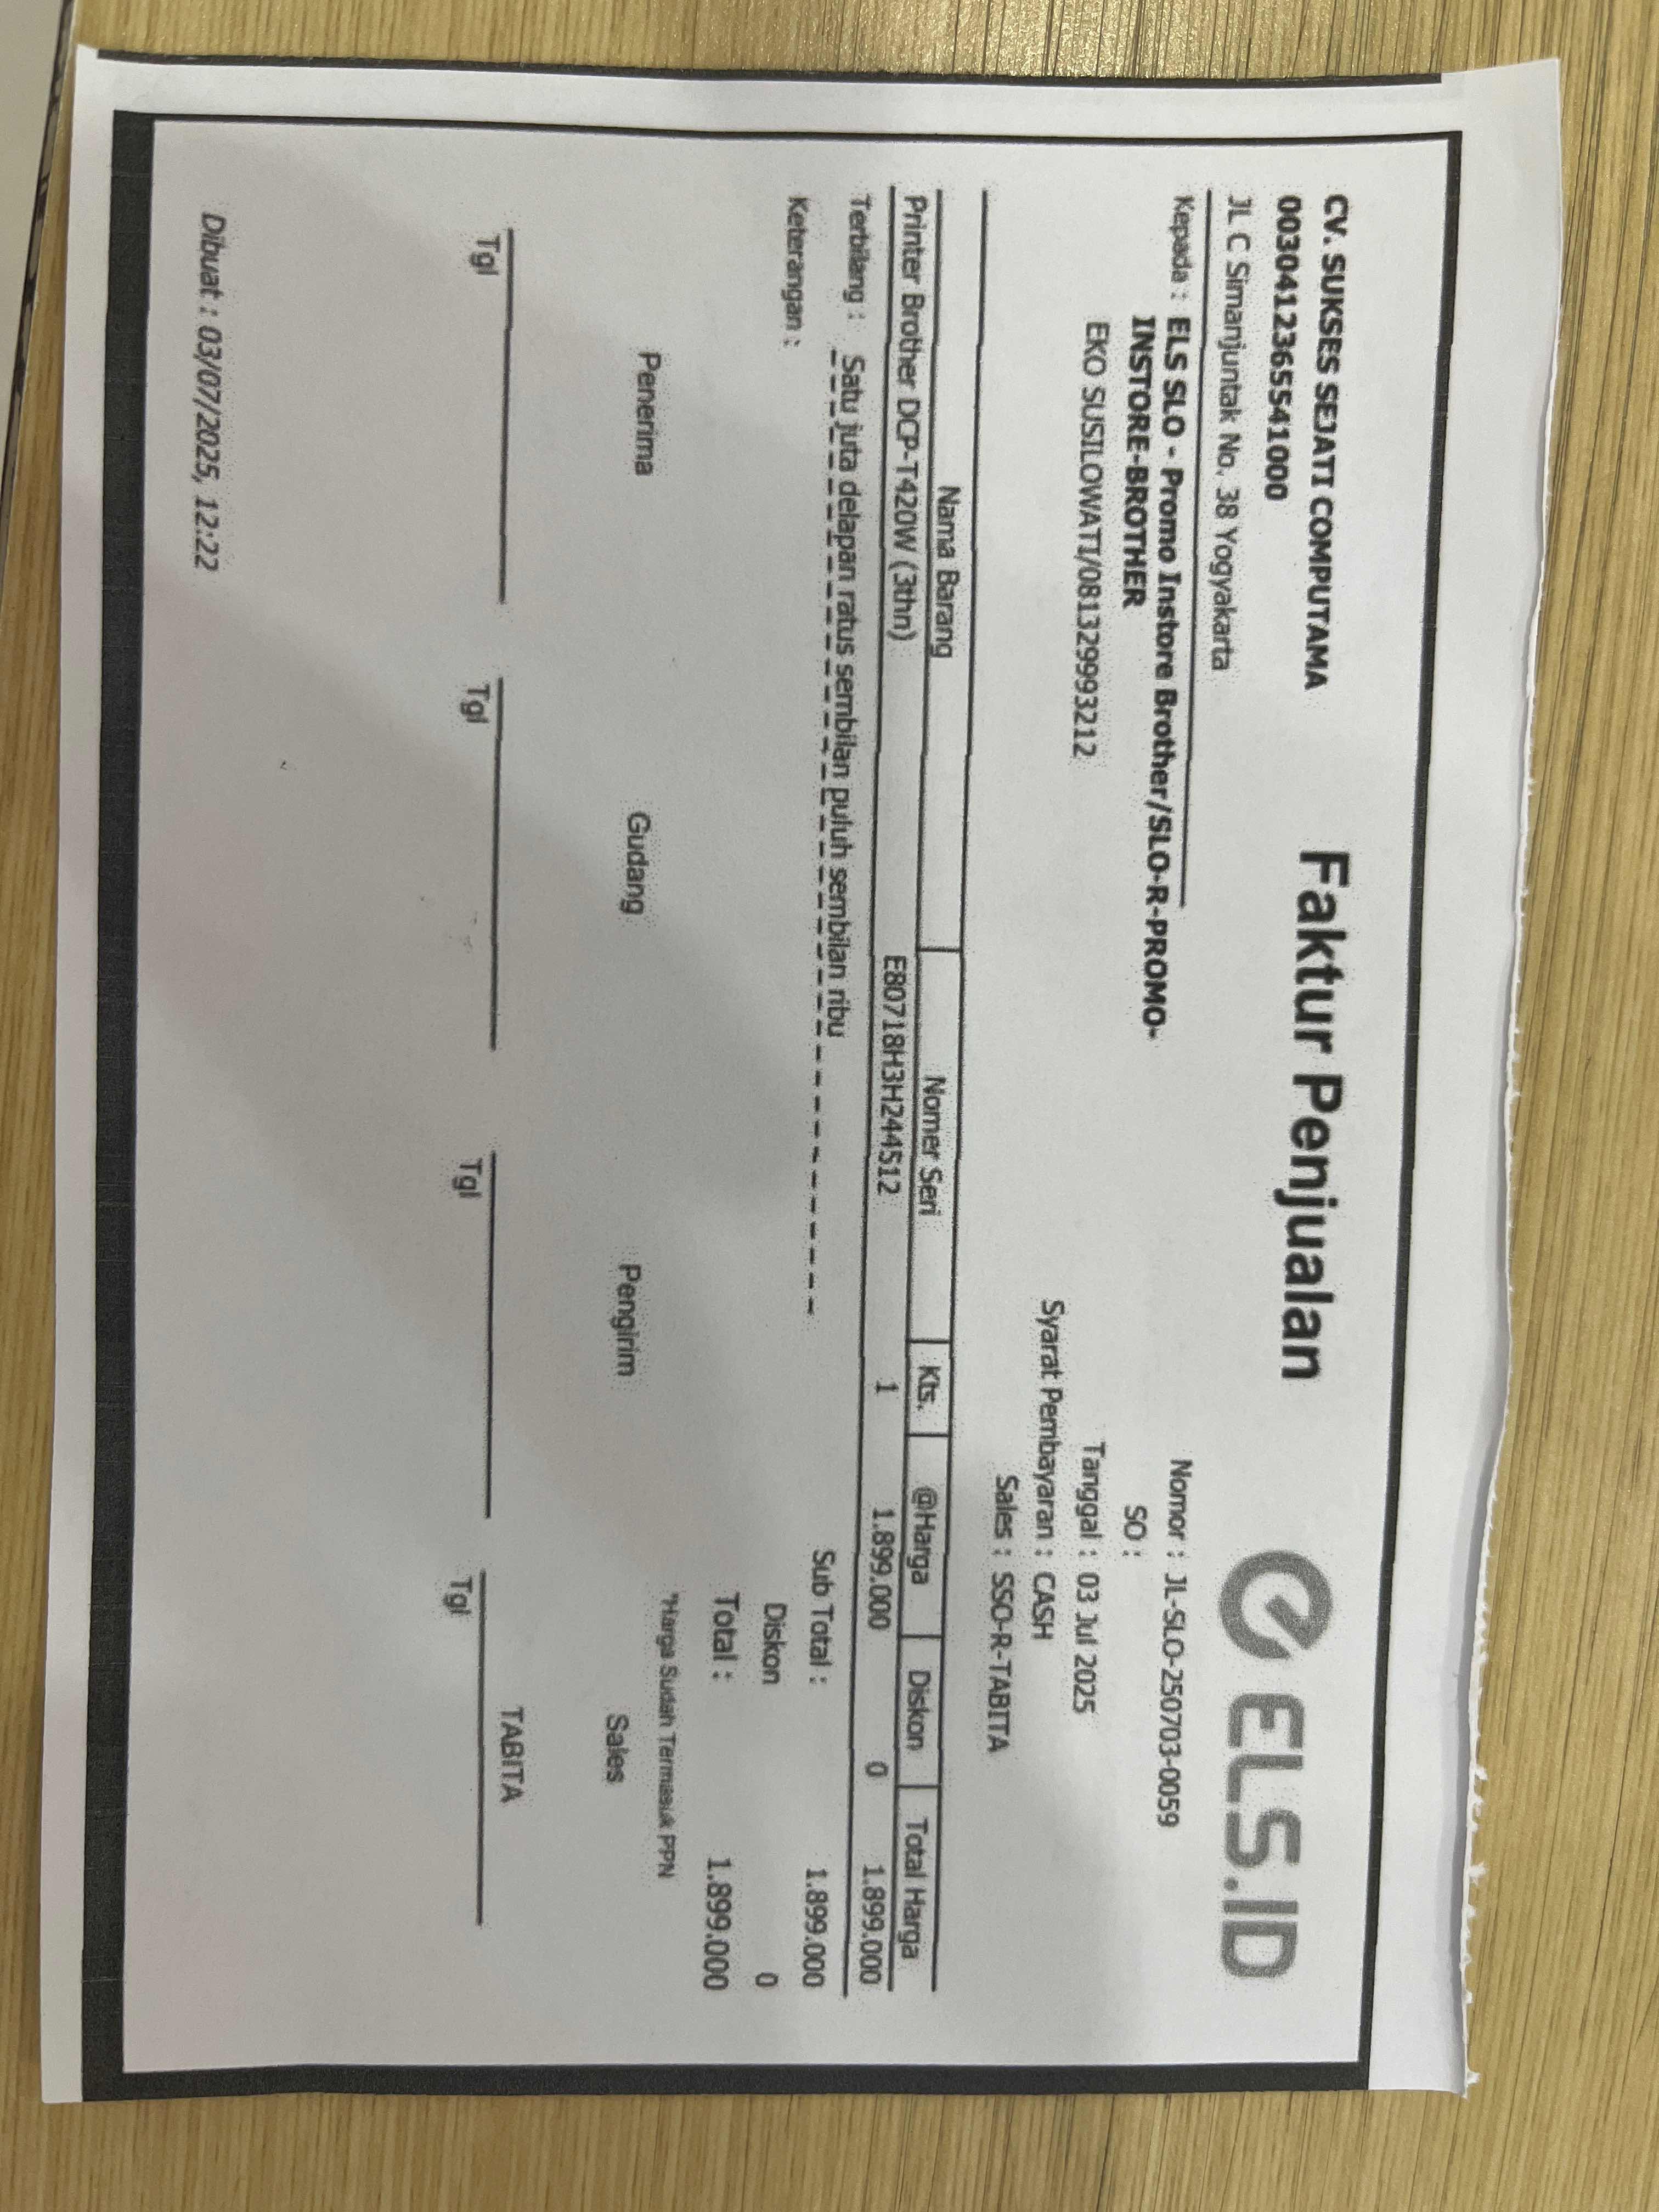 CV. SUKSES SEJATI COMPUTAMA
0030412365541000
JL C Simanjuntak No. 38 Yogyakarta
Faktur Penjualan
ELS.ID
Kepada : ELS SLO - Promo Instore Brother/SLO-R-PROMO-
INSTORE-BROTHER
EKO SUSILOWATI/081329993212
Nomor : JL-SLO-250703-0059
SO :
Tanggal : 03 Jul 2025
Syarat Pembayaran : CASH
Sales : SSO-R-TABITA
Nama Barang Nomer Seri Kts. @Harga Diskon Total Harga
Printer Brother DCP-T420W (3thn) E80718H3H244512 1 1.899.000 0 1.899.000
Terbilang : Satu juta delapan ratus sembilan puluh sembilan ribu
Keterangan :
Sub Total : 1.899.000
Diskon 0
Total : 1.899.000
*Harga Sudah Termasuk PPN
Penerima Gudang Pengirim Sales
TABITA
Tgl Tgl Tgl Tgl
Dibuat : 03/07/2025, 12:22